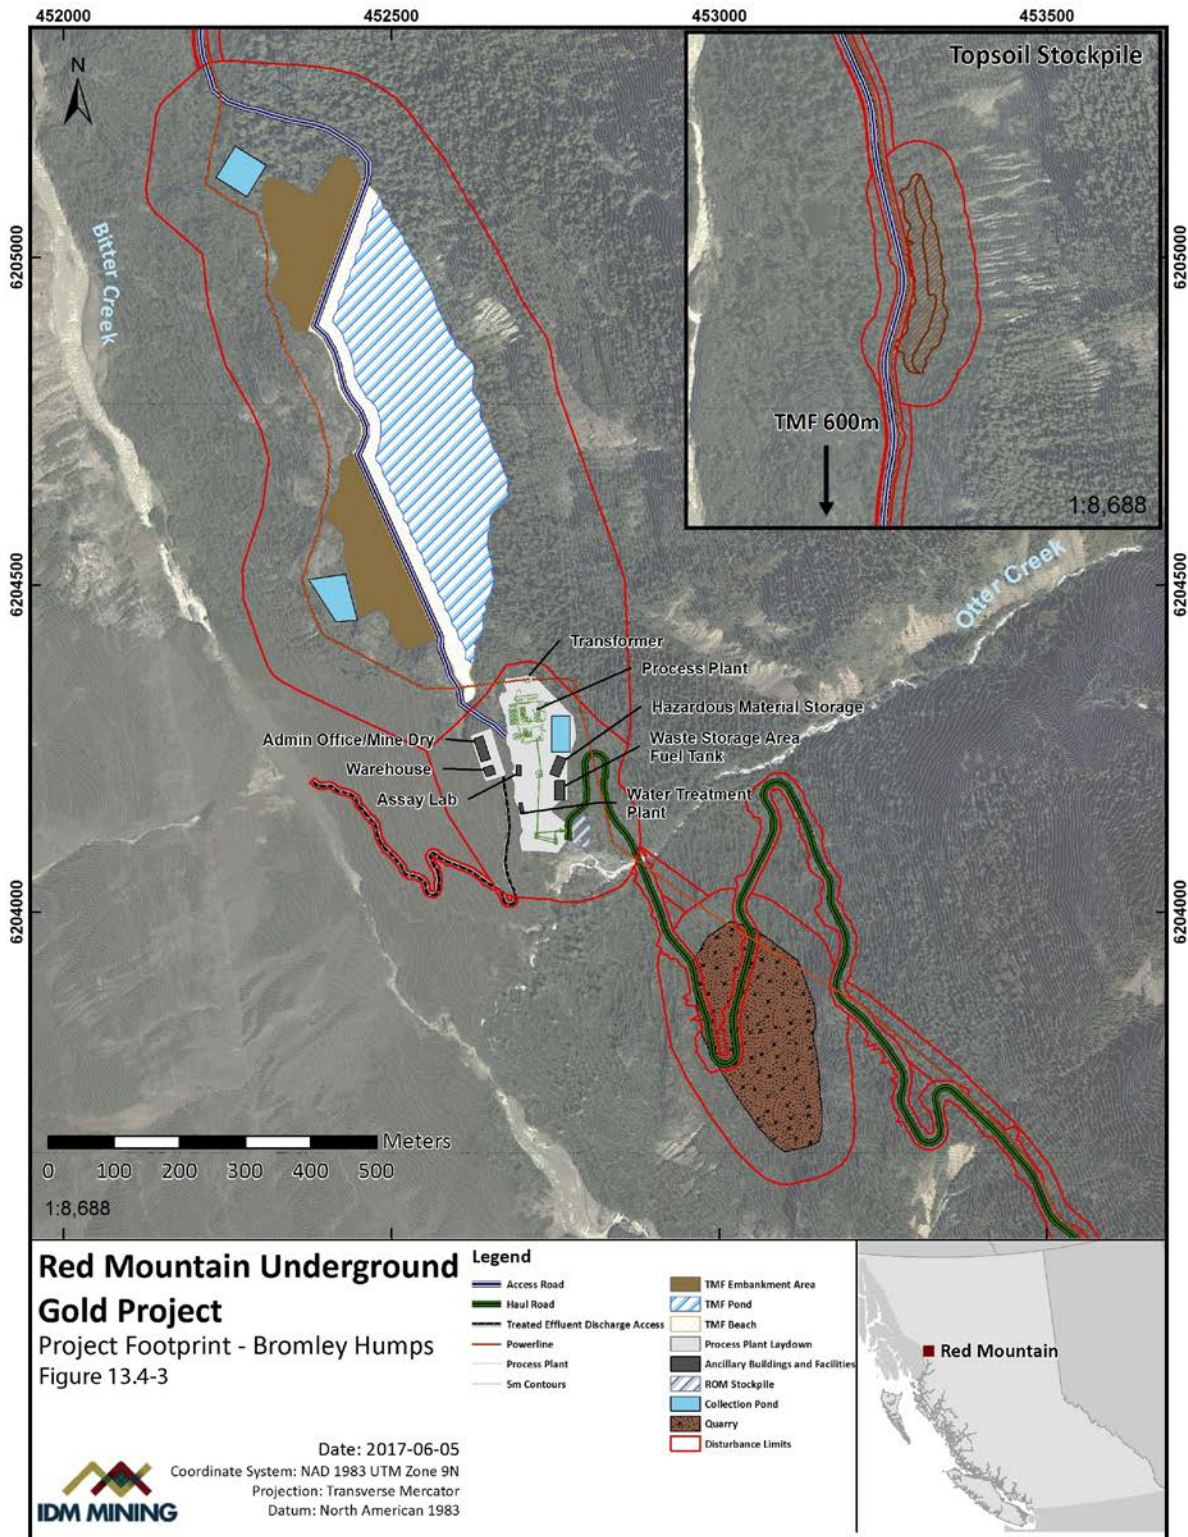 452000
452500
453000
453500
N
Topsoil Stockpile
Bitter Creek
6205000
6205000
TMF 600m
1:8,688
Otter Creek
6204500
6204500
Transformer
Process Plant
Hazardous Material Storage
Admin Office/Mine Dry
Waste Storage Area
Fuel Tank
Warehouse
Assay Lab
Water Treatment
Plant
6204000
6204000
Meters
0 100 200 300 400 500
1:8,688
Red Mountain Underground
Gold Project
Project Footprint - Bromley Humps
Figure 13.4-3
Legend
Access Road
Haul Road
Treated Effluent Discharge Access
Powerline
Process Plant
5m Contours
TMF Embankment Area
TMF Pond
TMF Beach
Process Plant Laydown
Ancillary Buildings and Facilities
ROM Stockpile
Collection Pond
Quarry
Disturbance Limits
Red Mountain
IDM MINING
Date: 2017-06-05
Coordinate System: NAD 1983 UTM Zone 9N
Projection: Transverse Mercator
Datum: North American 1983